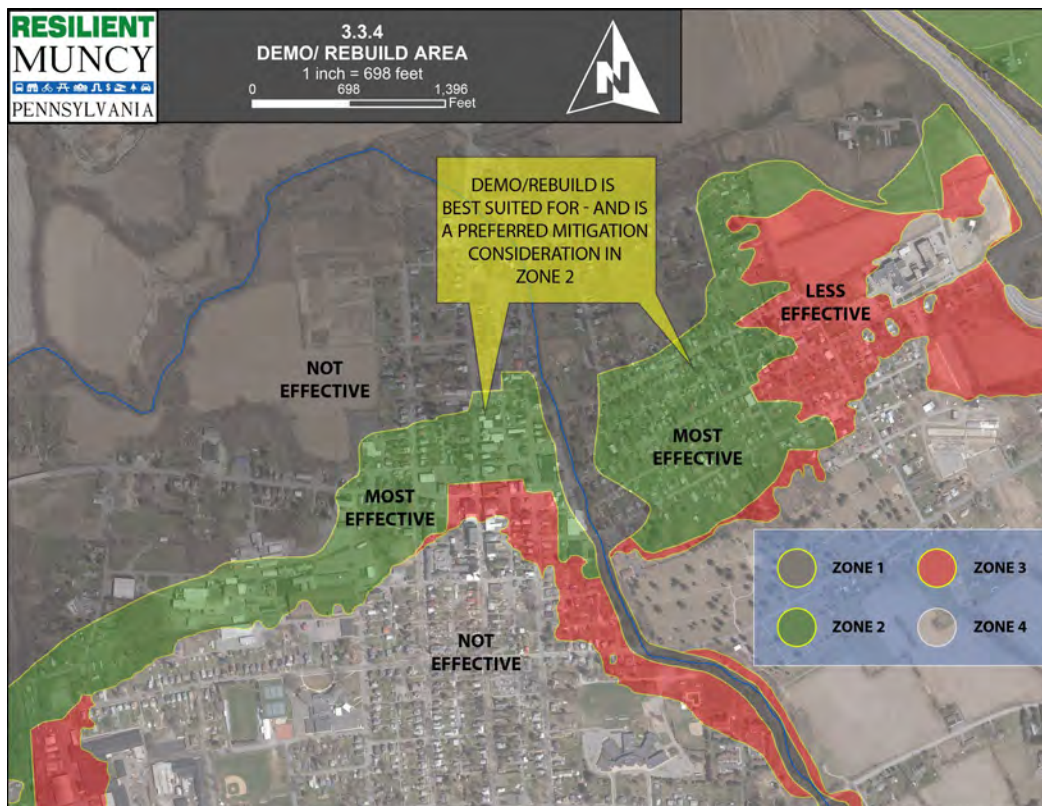 RESILIENT
MUNCY
PENNSYLVANIA
3.3.4
DEMO/ REBUILD AREA
1 inch = 698 feet
0 698 1,396
Feet
N
DEMO/REBUILD IS
BEST SUITED FOR - AND IS
A PREFERRED MITIGATION
CONSIDERATION IN
ZONE 2
LESS
EFFECTIVE
NOT
EFFECTIVE
MOST
EFFECTIVE
MOST
EFFECTIVE
NOT
EFFECTIVE
ZONE 1
ZONE 3
ZONE 2
ZONE 4